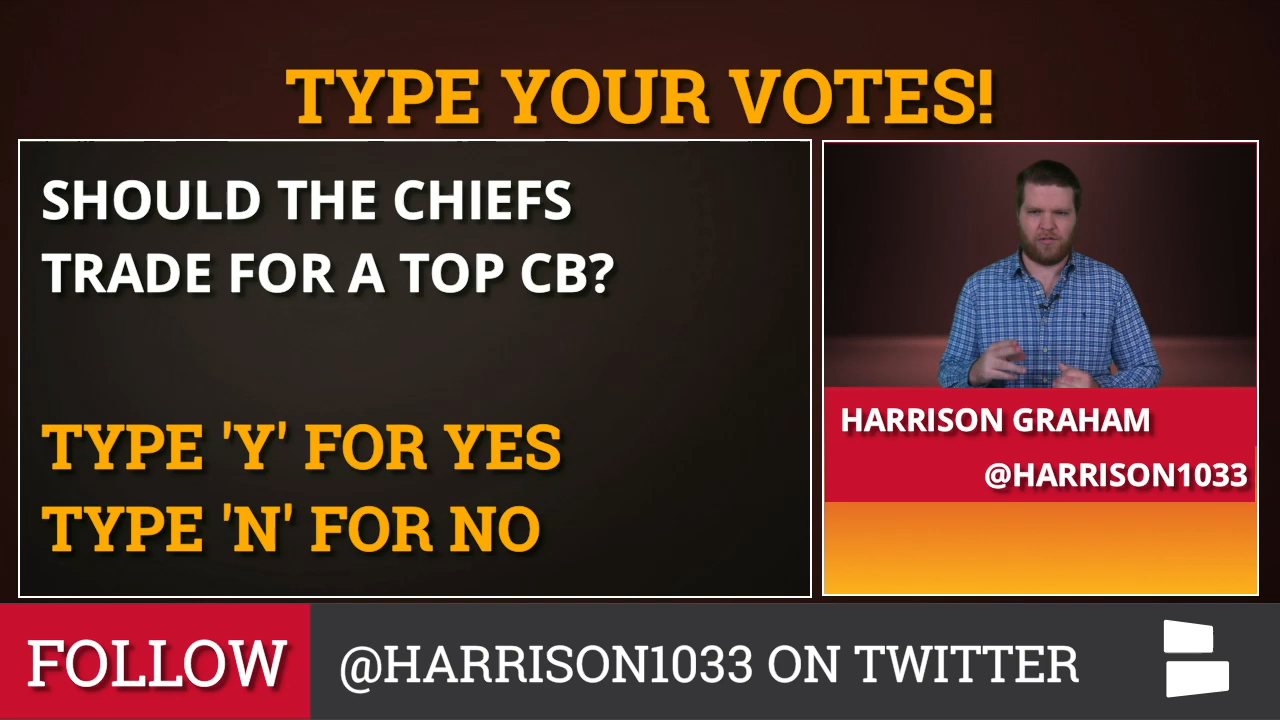 TYPE YOUR VOTES!
SHOULD THE CHIEFS
TRADE FOR A TOP CB?
TYPE 'Y' FOR YES
TYPE 'N' FOR NO
HARRISON GRAHAM
@HARRISON1033
FOLLOW
@HARRISON1033 ON TWITTER